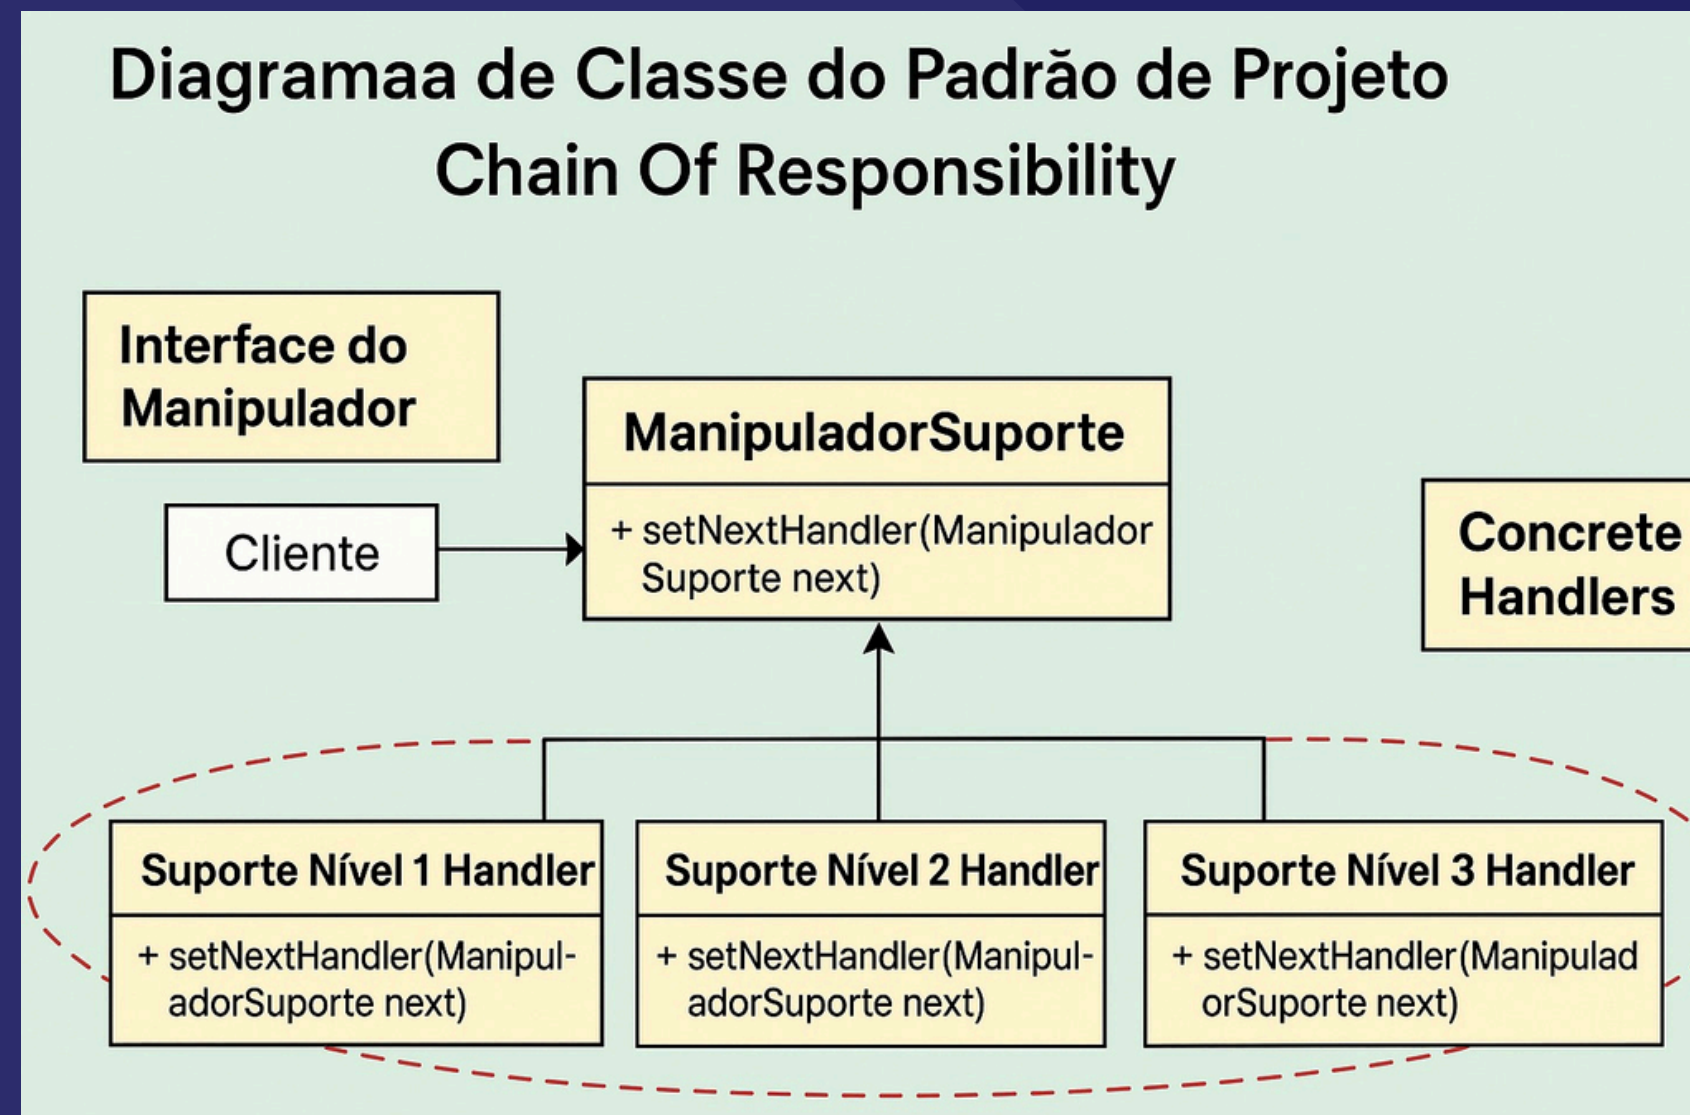 Diagramaa de Classe do Padrăo de Projeto
Chain Of Responsibility
Interface do
Manipulador
ManipuladorSuporte
+ setNextHandler(Manipulador
Suporte next)
Cliente
Concrete
Handlers
Suporte Nível 1 Handler
+ setNextHandler(Manipul-
adorSuporte next)
Suporte Nível 2 Handler
+ setNextHandler(Manipul-
adorSuporte next)
Suporte Nível 3 Handler
+ setNextHandler(Manipulad
orSuporte next)